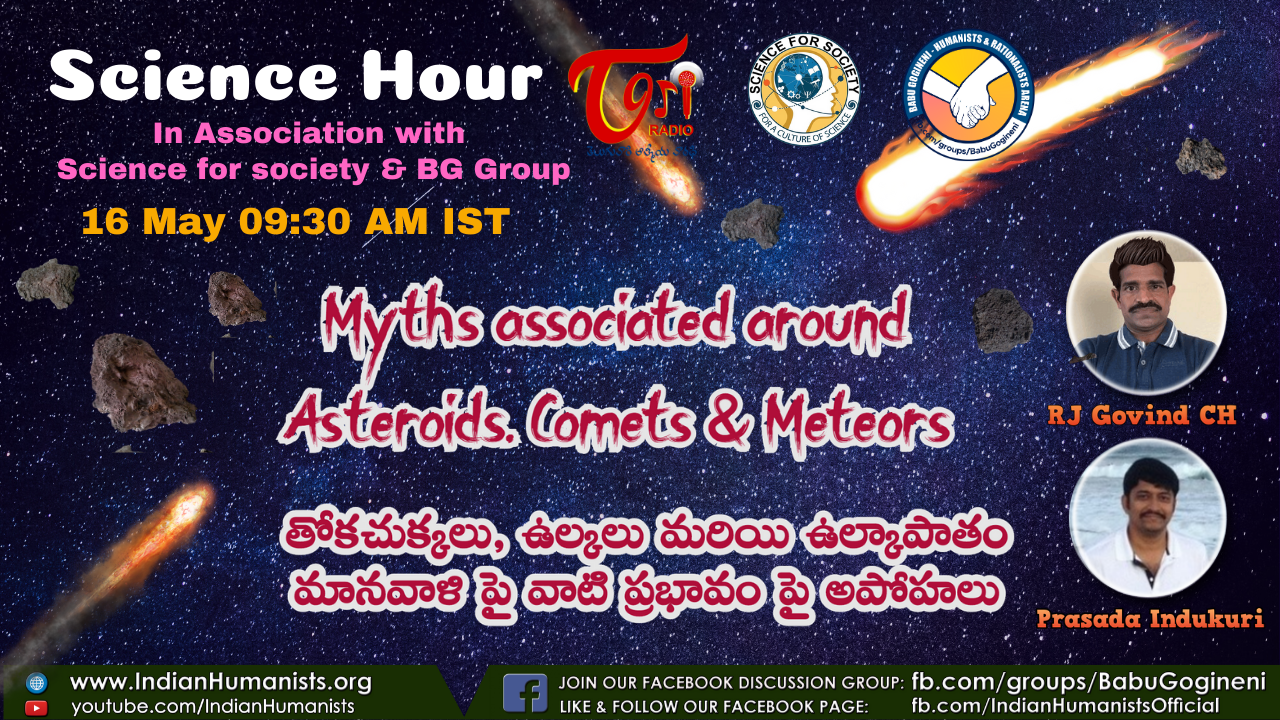 Science Hour
In Association with
Science for society & BG Group
16 May 09:30 AM IST
TORi
RADIO
SCIENCE FOR SOCIETY
FOR A CULTURE OF SCIENCE
BABU GOGINENI - HUMANISTS & RATIONALISTS ARENA
/groups/BabuGogineni
Myths associated around
Asteroids. Comets & Meteors
తోకచుక్కలు, ఉల్కలు మరియి ఉల్కాపాతం
మానవాళి పై వాటి ప్రభావం పై అపోహలు
RJ Govind CH
Prasada Indukuri
www.IndianHumanists.org
youtube.com/IndianHumanists
JOIN OUR FACEBOOK DISCUSSION GROUP: fb.com/groups/BabuGogineni
LIKE & FOLLOW OUR FACEBOOK PAGE: fb.com/IndianHumanistsOfficial